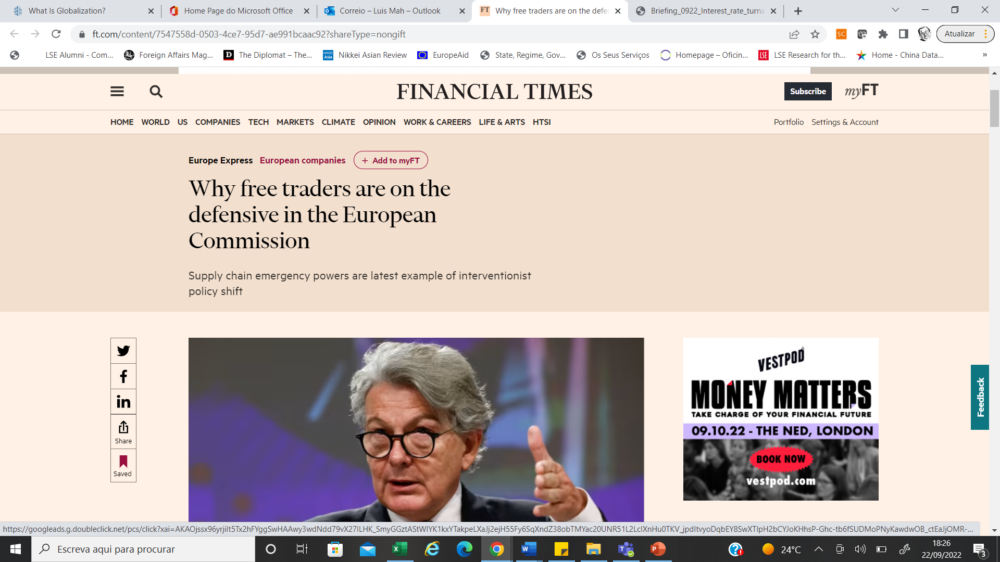 What Is Globalization?
Home Page do Microsoft Office
Correio – Luis Mah – Outlook
FT
Why free traders are on the defe
Briefing_0922_Interest_rate_turna
ft.com/content/7547558d-0503-4ce7-95d7-ae991bcaac92?shareType=nongift
SC
Atualizar
LSE Alumni - Com...
Foreign Affairs Mag...
D
The Diplomat – The...
NIKKEI Asia
Nikkei Asian Review
EuropeAid
State, Regime, Gov...
Os Seus Serviços
Homepage – Oficin...
LSE
LSE Research for th...
Home - China Data...
»
FINANCIAL TIMES
Subscribe
myFT
HOME WORLD US COMPANIES TECH MARKETS CLIMATE OPINION WORK & CAREERS LIFE & ARTS HTSI
Portfolio Settings & Account
Europe Express European companies + Add to myFT
Why free traders are on the
defensive in the European
Commission
Supply chain emergency powers are latest example of interventionist
policy shift
Share
Saved
VESTPOD
MONEY MATTERS
TAKE CHARGE OF YOUR FINANCIAL FUTURE
09.10.22 - THE NED, LONDON
BOOK NOW
vestpod.com
Feedback
Escreva aqui para procurar
24°C
18:26
22/09/2022
3